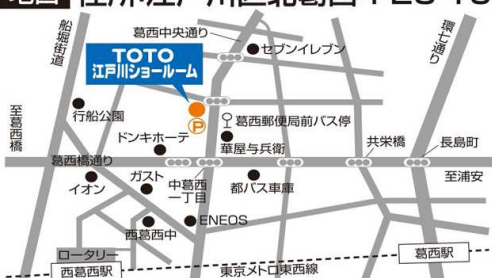 船堀街道
葛西中央通り
セブンイレブン
環七通り
TOTO
江戸川ショールーム
至葛西橋
行船公園
P
葛西郵便局前バス停
ドンキホーテ
華屋与兵衛
共栄橋
長島町
葛西橋通り
至浦安
イオン
ガスト
中葛西
一丁目
都バス車庫
西葛西中
ENEOS
ロータリー
西葛西駅
東京メトロ東西線
葛西駅